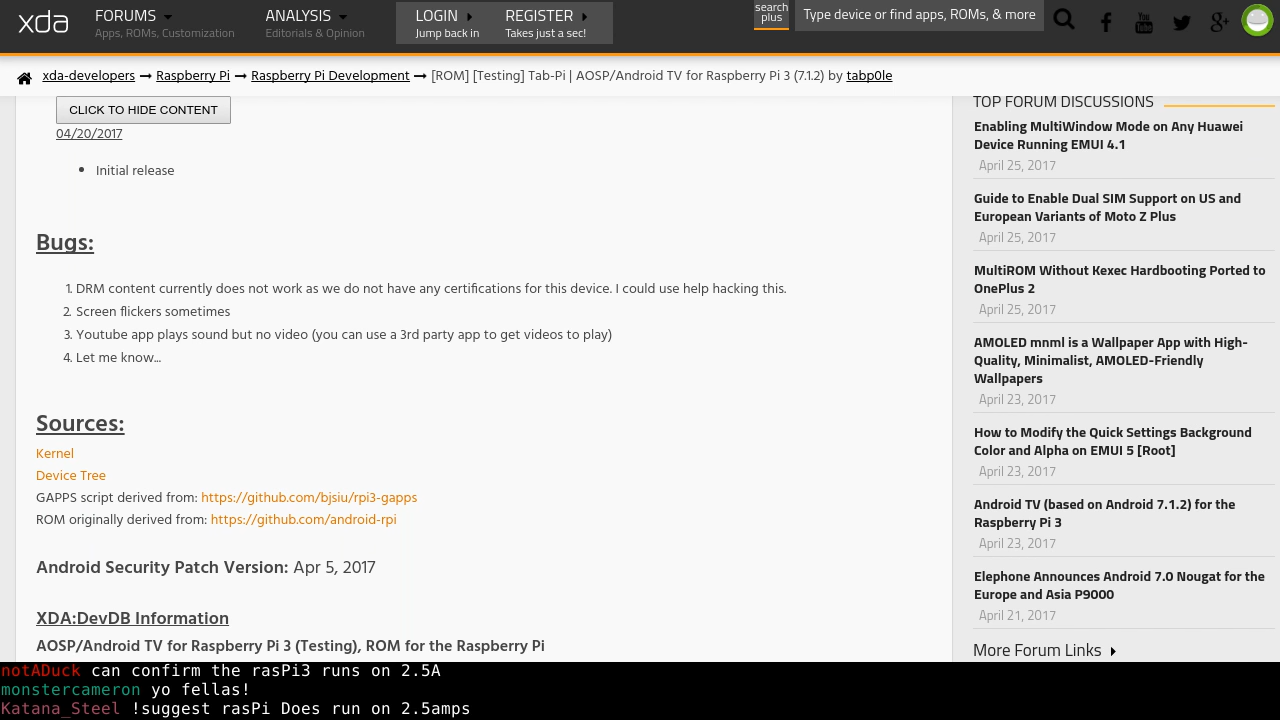 xda
FORUMS
Apps, ROMs, Customization
ANALYSIS
Editorials & Opinion
LOGIN
Jump back in
REGISTER
Takes just a sec!
search
plus
Type device or find apps, ROMs, & more
xda-developers Raspberry Pi Raspberry Pi Development [ROM] [Testing] Tab-Pi | AOSP/Android TV for Raspberry Pi 3 (7.1.2) by tabp0le
CLICK TO HIDE CONTENT
04/20/2017
Initial release
Bugs:
1. DRM content currently does not work as we do not have any certifications for this device. I could use help hacking this.
2. Screen flickers sometimes
3. Youtube app plays sound but no video (you can use a 3rd party app to get videos to play)
4. Let me know...
Sources:
Kernel
Device Tree
GAPPS script derived from: https://github.com/bjsiu/rpi3-gapps
ROM originally derived from: https://github.com/android-rpi
Android Security Patch Version: Apr 5, 2017
XDA:DevDB Information
AOSP/Android TV for Raspberry Pi 3 (Testing), ROM for the Raspberry Pi
TOP FORUM DISCUSSIONS
Enabling MultiWindow Mode on Any Huawei
Device Running EMUI 4.1
April 25, 2017
Guide to Enable Dual SIM Support on US and
European Variants of Moto Z Plus
April 25, 2017
MultiROM Without Kexec Hardbooting Ported to
OnePlus 2
April 25, 2017
AMOLED mnml is a Wallpaper App with High-
Quality, Minimalist, AMOLED-Friendly
Wallpapers
April 23, 2017
How to Modify the Quick Settings Background
Color and Alpha on EMUI 5 [Root]
April 23, 2017
Android TV (based on Android 7.1.2) for the
Raspberry Pi 3
April 23, 2017
Elephone Announces Android 7.0 Nougat for the
Europe and Asia P9000
April 21, 2017
More Forum Links
notADuck can confirm the rasPi3 runs on 2.5A
monstercameron yo fellas!
Katana_Steel !suggest rasPi Does run on 2.5amps